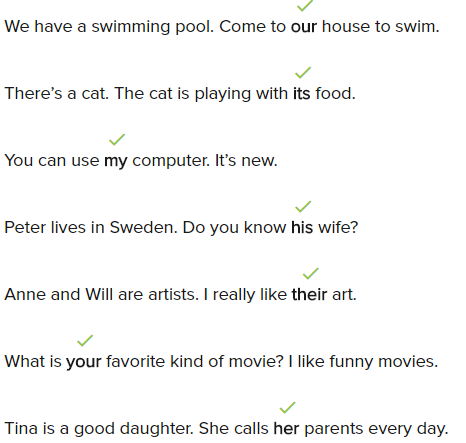 We have a swimming pool. Come to our house to swim.
There's a cat. The cat is playing with its food.
You can use my computer. It's new.
Peter lives in Sweden. Do you know his wife?
Anne and Will are artists. I really like their art.
What is your favorite kind of movie? I like funny movies.
Tina is a good daughter. She calls her parents every day.